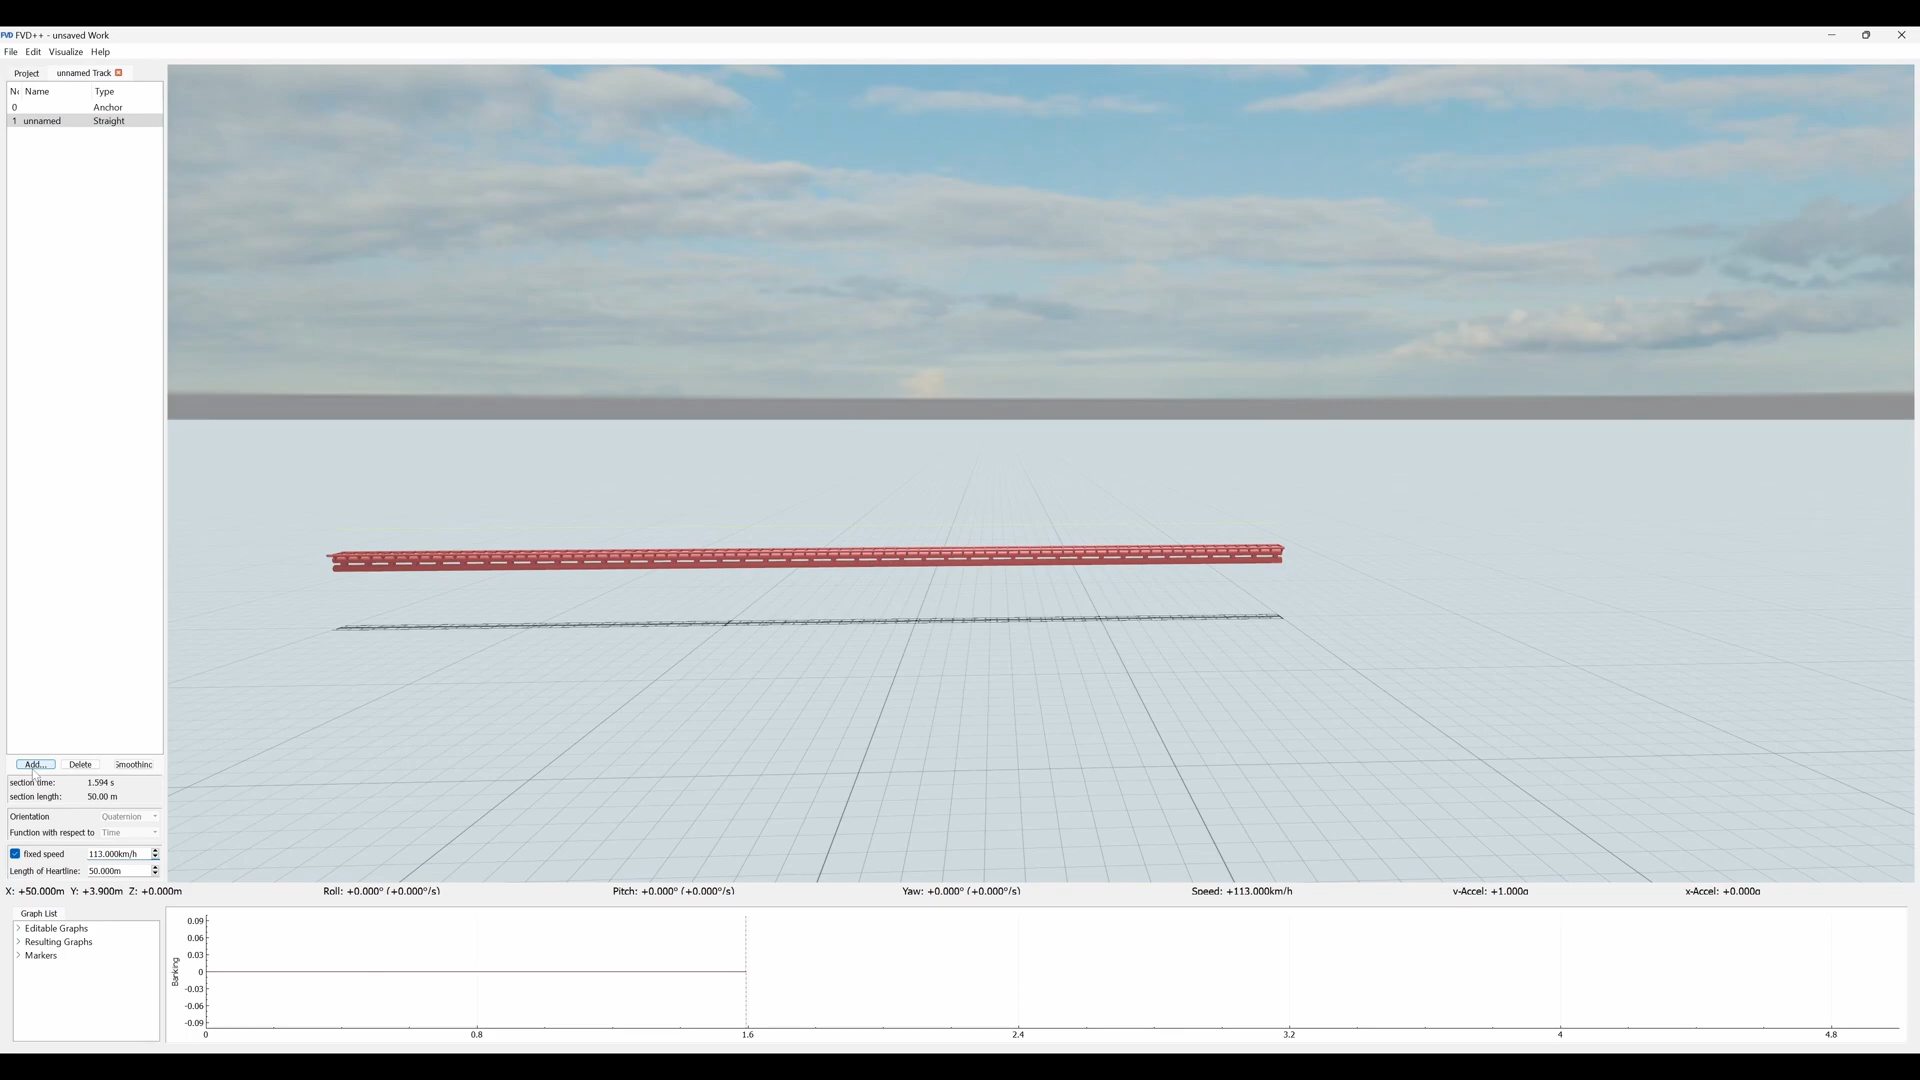 FVD FVD++ - unsaved Work
File Edit Visualize Help
Project unnamed Track
Name Type
0 Anchor
1 unnamed Straight
Add... Delete Smoothing
section time: 1.594 s
section length: 50.00 m
Orientation Quaternion
Function with respect to Time
fixed speed 113.000km/h
Length of Heartline: 50.000m
X: +50.000m Y: +3.900m Z: +0.000m Roll: +0.000° (+0.000°/s) Pitch: +0.000° (+0.000°/s) Yaw: +0.000° (+0.000°/s) Speed: +113.000km/h v-Accel: +1.000g x-Accel: +0.000g
Graph List
Editable Graphs
Resulting Graphs
Markers
Banking
0.09
0.06
0.03
0
-0.03
-0.06
-0.09
0 0.8 1.6 2.4 3.2 4 4.8